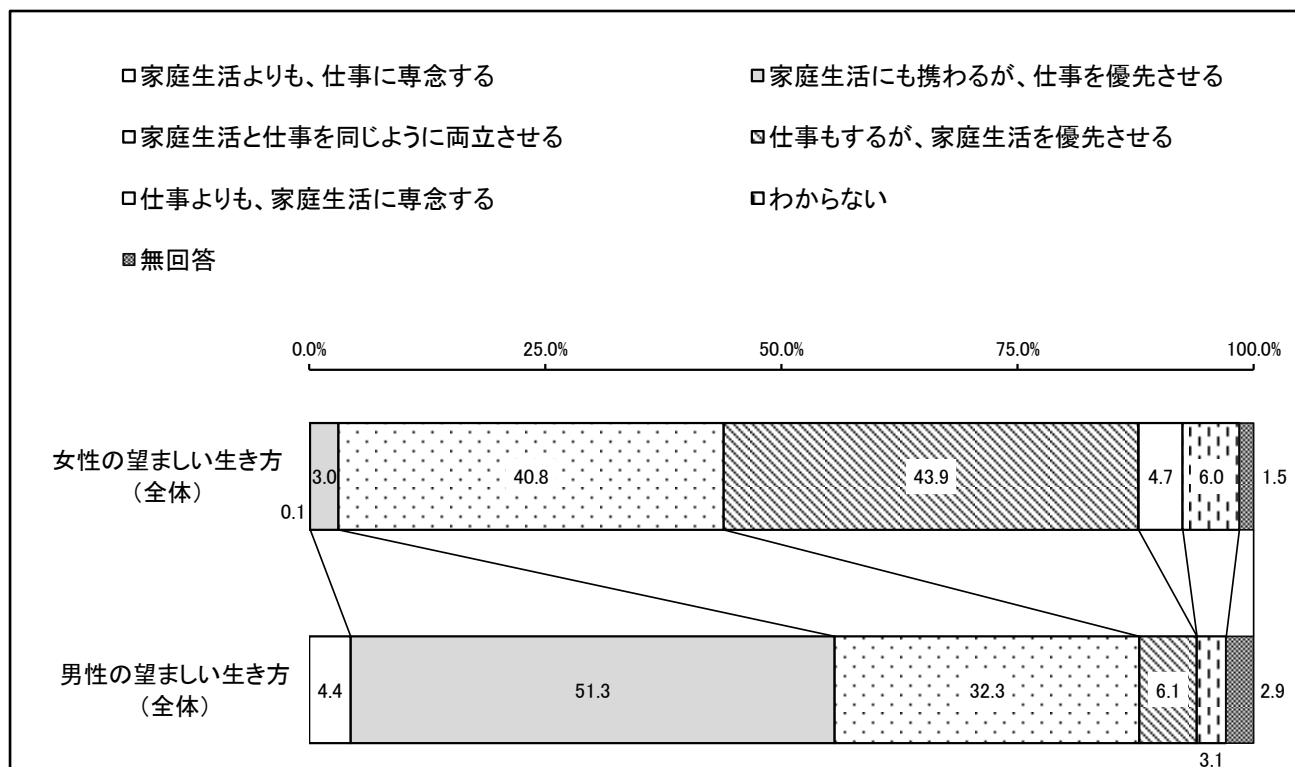 家庭生活よりも、仕事に専念する
家庭生活にも携わるが、仕事を優先させる
家庭生活と仕事を同じように両立させる
仕事もするが、家庭生活を優先させる
仕事よりも、家庭生活に専念する
わからない
無回答
0.0% 25.0% 50.0% 75.0% 100.0%
女性の望ましい生き方
（全体）
0.1 3.0 40.8 43.9 4.7 6.0 1.5
男性の望ましい生き方
（全体）
4.4 51.3 32.3 6.1 3.1 2.9